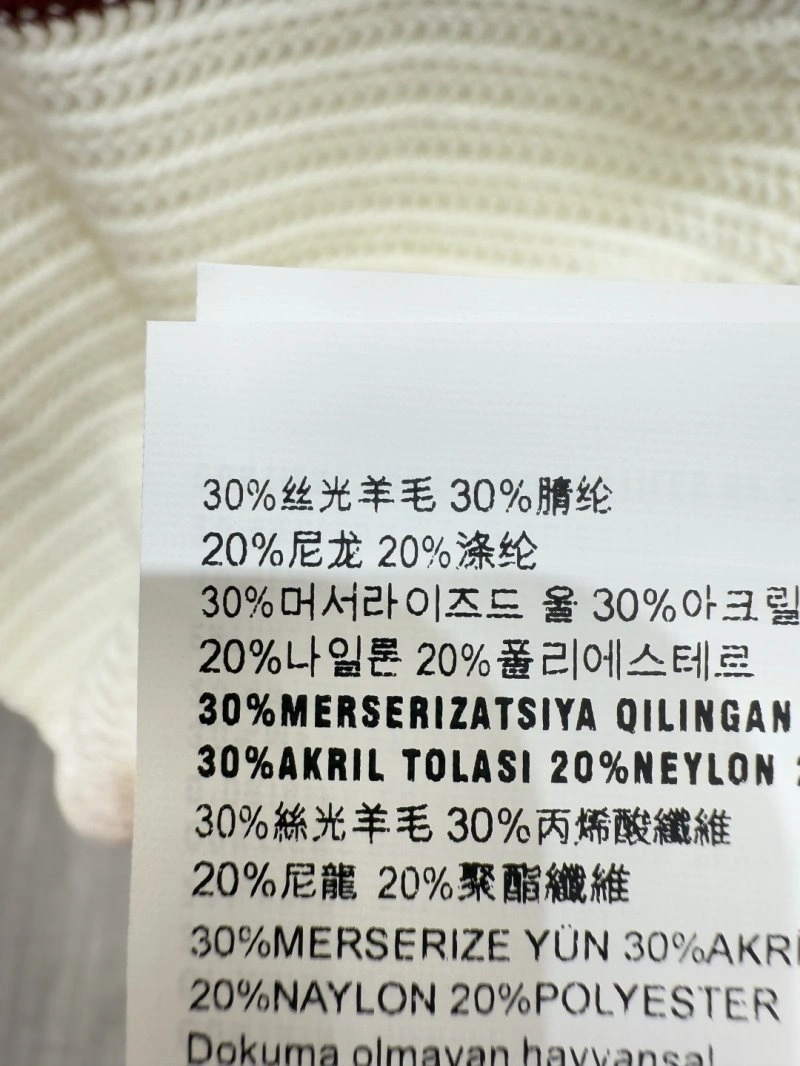 30%丝光羊毛 30%腈纶
20%尼龙 20%涤纶
30%머서라이즈드 울 30%아크릴
20%나일론 20%폴리에스테르
30%MERSERIZATSIYA QILINGAN
30%AKRIL TOLASI 20%NEYLON
30%絲光羊毛 30%丙烯酸纖維
20%尼龍 20%聚酯纖維
30%MERSERIZE YÜN 30%AKRİ
20%NAYLON 20%POLYESTER
Dokuma olmayan hayvansal